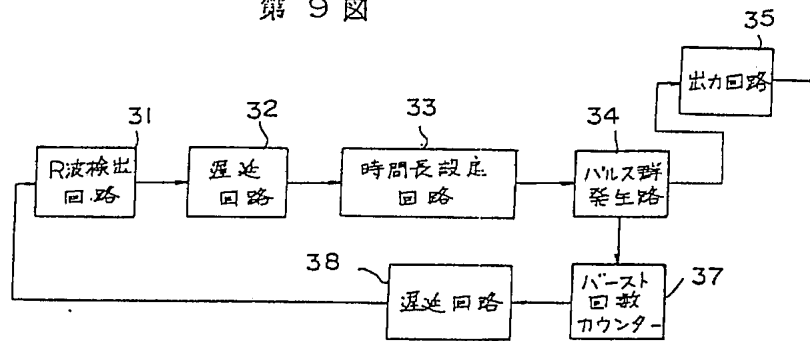 第 9 図
35
出力回路
31
32
33
34
R波検出
回路
遅延
回路
時間長設定
回路
パルス群
発生路
38
遅延回路
バースト
回数
カウンター
37